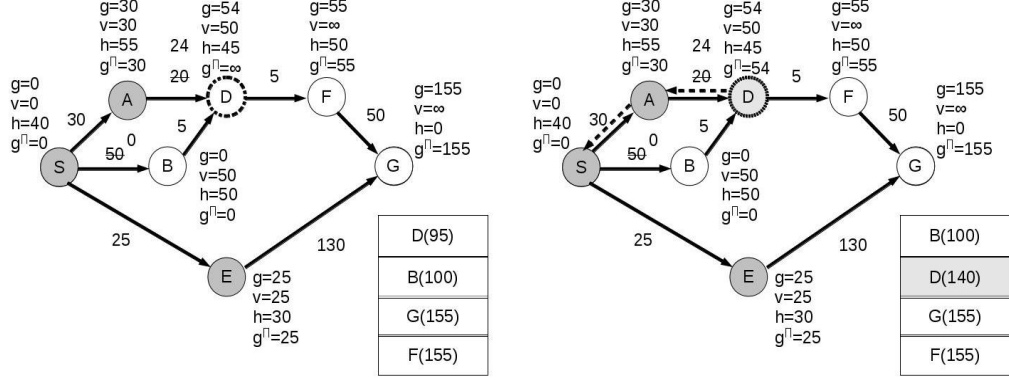 g=30
v=30
h=55
g∏=30
24
20
g=54
v=50
h=45
g∏=∞
5
g=55
v=∞
h=50
g∏=55
g=0
v=0
h=40
g∏=0
30
A
D
F
50
g=155
v=∞
h=0
g∏=155
S
50
0
B
5
g=0
v=50
h=50
g∏=0
G
25
130
E
g=25
v=25
h=30
g∏=25
D(95)
B(100)
G(155)
F(155)
g=30
v=30
h=55
g∏=30
24
20
g=54
v=50
h=45
g∏=54
5
g=55
v=∞
h=50
g∏=55
g=0
v=0
h=40
g∏=0
30
A
D
F
50
g=155
v=∞
h=0
g∏=155
S
50
0
B
5
g=0
v=50
h=50
g∏=0
G
25
130
E
g=25
v=25
h=30
g∏=25
B(100)
D(140)
G(155)
F(155)